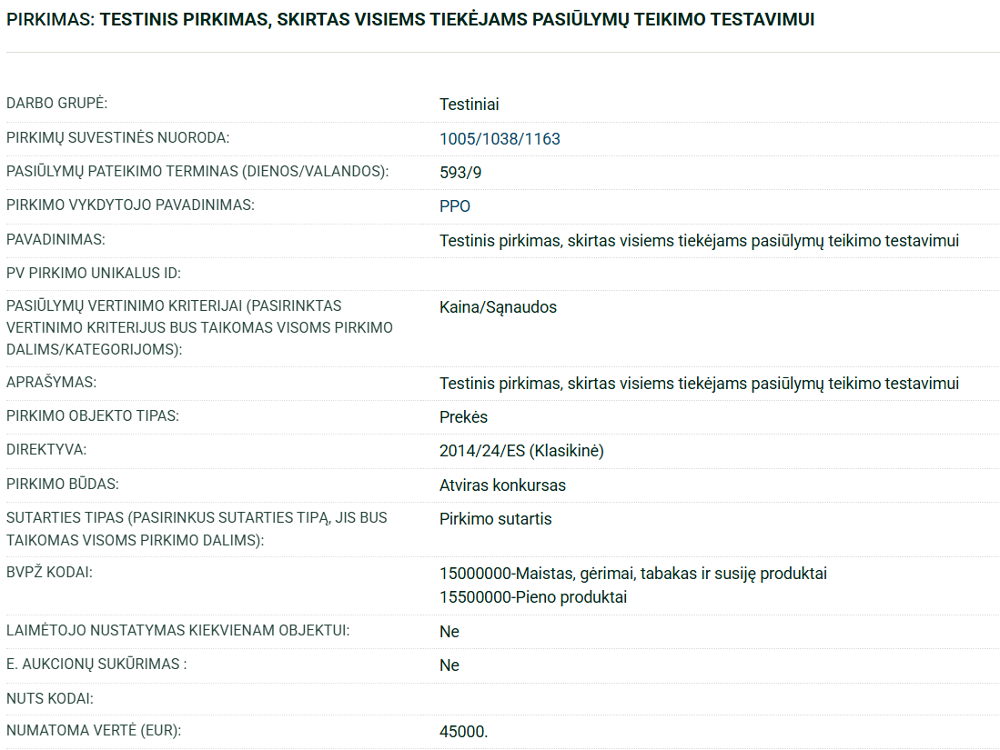 PIRKIMAS: TESTINIS PIRKIMAS, SKIRTAS VISIEMS TIEKĖJAMS PASIŪLYMŲ TEIKIMO TESTAVIMUI
DARBO GRUPĖ: Testiniai
PIRKIMŲ SUVESTINĖS NUORODA: 1005/1038/1163
PASIŪLYMŲ PATEIKIMO TERMINAS (DIENOS/VALANDOS): 593/9
PIRKIMO VYKDYTOJO PAVADINIMAS: PPO
PAVADINIMAS: Testinis pirkimas, skirtas visiems tiekėjams pasiūlymų teikimo testavimui
PV PIRKIMO UNIKALUS ID:
PASIŪLYMŲ VERTINIMO KRITERIJAI (PASIRINKTAS Kaina/Sąnaudos
VERTINIMO KRITERIJUS BUS TAIKOMAS VISOMS PIRKIMO
DALIMS/KATEGORIJOMS):
APRAŠYMAS: Testinis pirkimas, skirtas visiems tiekėjams pasiūlymų teikimo testavimui
PIRKIMO OBJEKTO TIPAS: Prekės
DIREKTYVA: 2014/24/ES (Klasikinė)
PIRKIMO BŪDAS: Atviras konkursas
SUTARTIES TIPAS (PASIRINKUS SUTARTIES TIPĄ, JIS BUS Pirkimo sutartis
TAIKOMAS VISOMS PIRKIMO DALIMS):
BVPŽ KODAI: 15000000-Maistas, gėrimai, tabakas ir susiję produktai
15500000-Pieno produktai
LAIMĖTOJO NUSTATYMAS KIEKVIENAM OBJEKTUI: Ne
E. AUKCIONŲ SUKŪRIMAS : Ne
NUTS KODAI:
NUMATOMA VERTĖ (EUR): 45000.